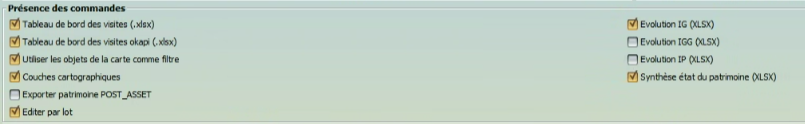 Présence des commandes
Tableau de bord des visites (.xlsx)
Tableau de bord des visites okapi (.xlsx)
Utiliser les objets de la carte comme filtre
Couches cartographiques
Exporter patrimoine POST_ASSET
Editer par lot
Evolution IG (XLSX)
Evolution IGG (XLSX)
Evolution IP (XLSX)
Synthèse état du patrimoine (XLSX)